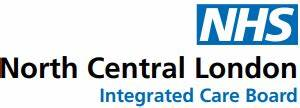 NHS
North Central London
Integrated Care Board